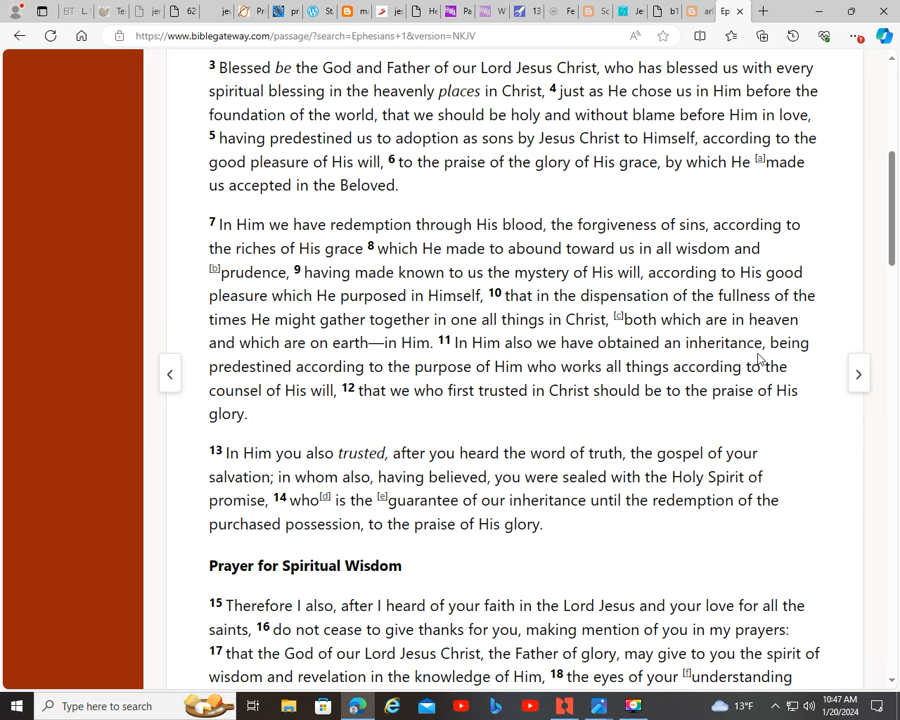 BT
Te
jer
62
je
Pr
St
m
je
He
Pa
W
13
Fe
Sc
Je
b1
arl
Ep
https://www.biblegateway.com/passage/?search=Ephesians+1&version=NKJV
3 Blessed be the God and Father of our Lord Jesus Christ, who has blessed us with every
spiritual blessing in the heavenly places in Christ, 4 just as He chose us in Him before the
foundation of the world, that we should be holy and without blame before Him in love,
5 having predestined us to adoption as sons by Jesus Christ to Himself, according to the
good pleasure of His will, 6 to the praise of the glory of His grace, by which He [a]made
us accepted in the Beloved.
7 In Him we have redemption through His blood, the forgiveness of sins, according to
the riches of His grace 8 which He made to abound toward us in all wisdom and
[b]prudence, 9 having made known to us the mystery of His will, according to His good
pleasure which He purposed in Himself, 10 that in the dispensation of the fullness of the
times He might gather together in one all things in Christ, [c]both which are in heaven
and which are on earth—in Him. 11 In Him also we have obtained an inheritance, being
predestined according to the purpose of Him who works all things according to the
counsel of His will, 12 that we who first trusted in Christ should be to the praise of His
glory.
13 In Him you also trusted, after you heard the word of truth, the gospel of your
salvation; in whom also, having believed, you were sealed with the Holy Spirit of
promise, 14 who[d] is the [e]guarantee of our inheritance until the redemption of the
purchased possession, to the praise of His glory.
Prayer for Spiritual Wisdom
15 Therefore I also, after I heard of your faith in the Lord Jesus and your love for all the
saints, 16 do not cease to give thanks for you, making mention of you in my prayers:
17 that the God of our Lord Jesus Christ, the Father of glory, may give to you the spirit of
wisdom and revelation in the knowledge of Him, 18 the eyes of your [f]understanding
Type here to search
13°F
10:47 AM
1/20/2024